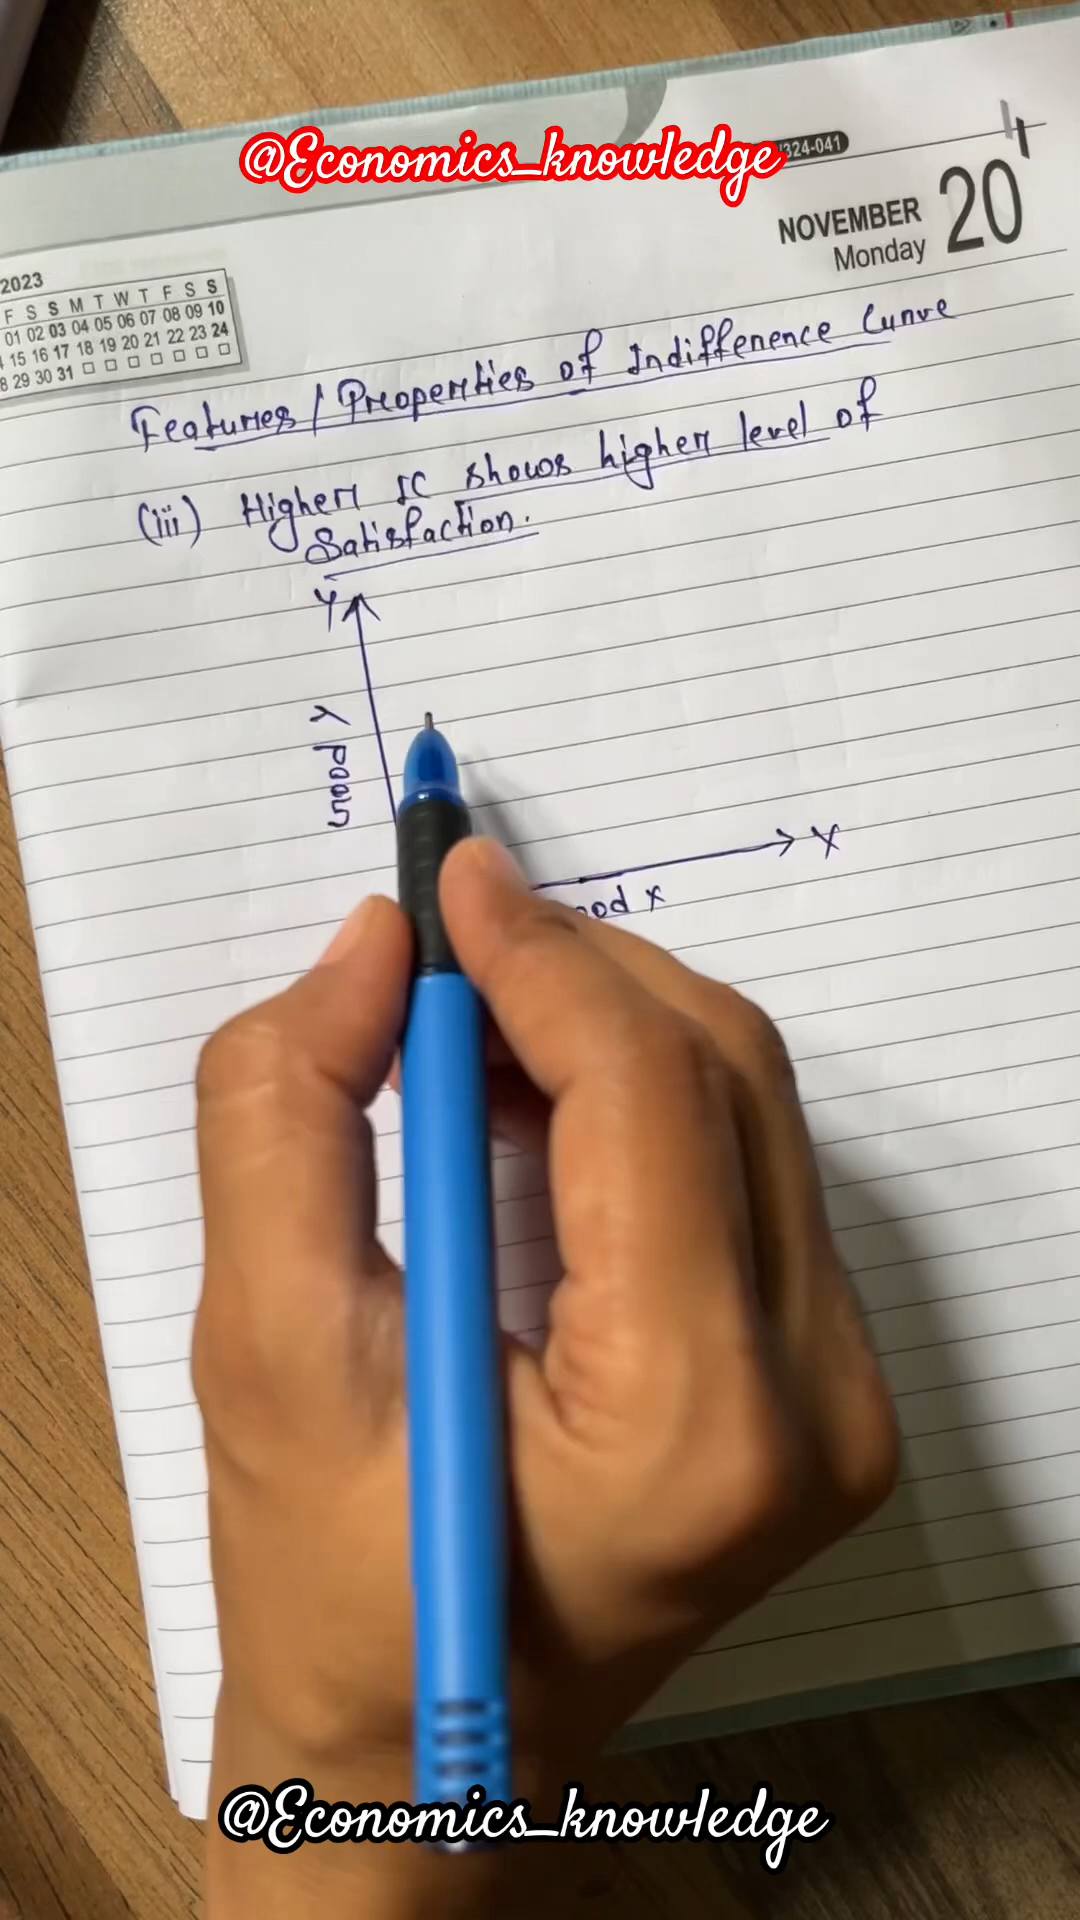 @Economics_knowledge
324-041
NOVEMBER 20
Monday
2023
F S S M T W T F S S
01 02 03 04 05 06 07 08 09 10
15 16 17 18 19 20 21 22 23 24
8 29 30 31
Features / Properties of Indifference Curve
(iii) Higher IC shows higher level of
Satisfaction.
Y
Good Y
X
ood x
@Economics_knowledge